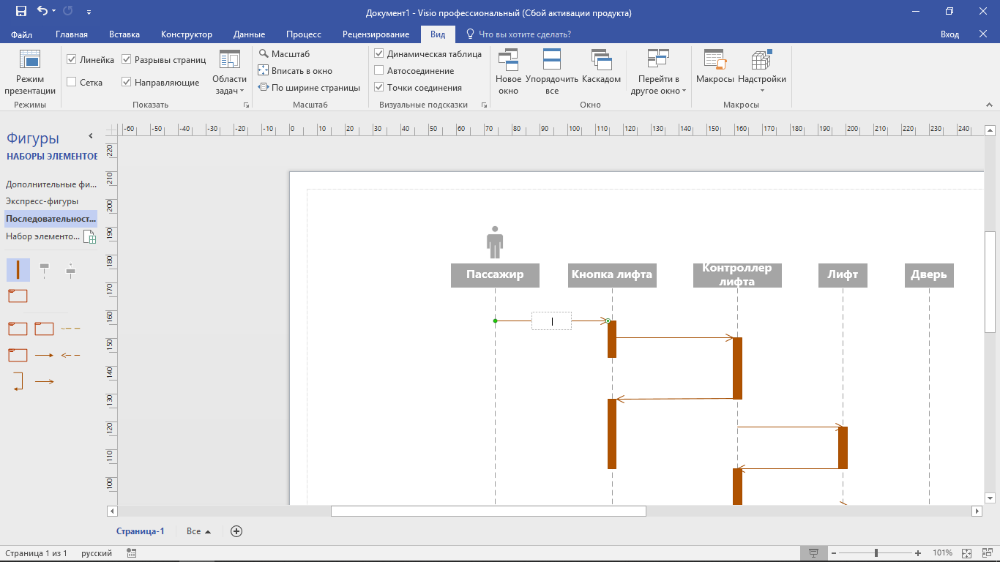 Документ1 - Visio профессиональный (Сбой активации продукта)
Файл Главная Вставка Конструктор Данные Процесс Рецензирование Вид Что вы хотите сделать? Вход
Режим презентации
Режимы
Линейка Разрывы страниц
Сетка Направляющие
Области задач
Показать
Масштаб
Вписать в окно
По ширине страницы
Масштаб
Динамическая таблица
Автосоединение
Точки соединения
Визуальные подсказки
Новое окно
Упорядочить все
Каскадом
Перейти в другое окно
Окно
Макросы
Надстройки
Макросы
Фигуры
НАБОРЫ ЭЛЕМЕНТОВ
Дополнительные фи...
Экспресс-фигуры
Последовательност...
Набор элементо...
-60 -50 -40 -30 -20 -10 0 10 20 30 40 50 60 70 80 90 100 110 120 130 140 150 160 170 180 190 200 210 220 230 240
220
210
200
190
180
170
160
150
140
130
120
110
100
Пассажир
Кнопка лифта
Контроллер
лифта
Лифт
Дверь
Страница-1 Все
Страница 1 из 1 русский 101%